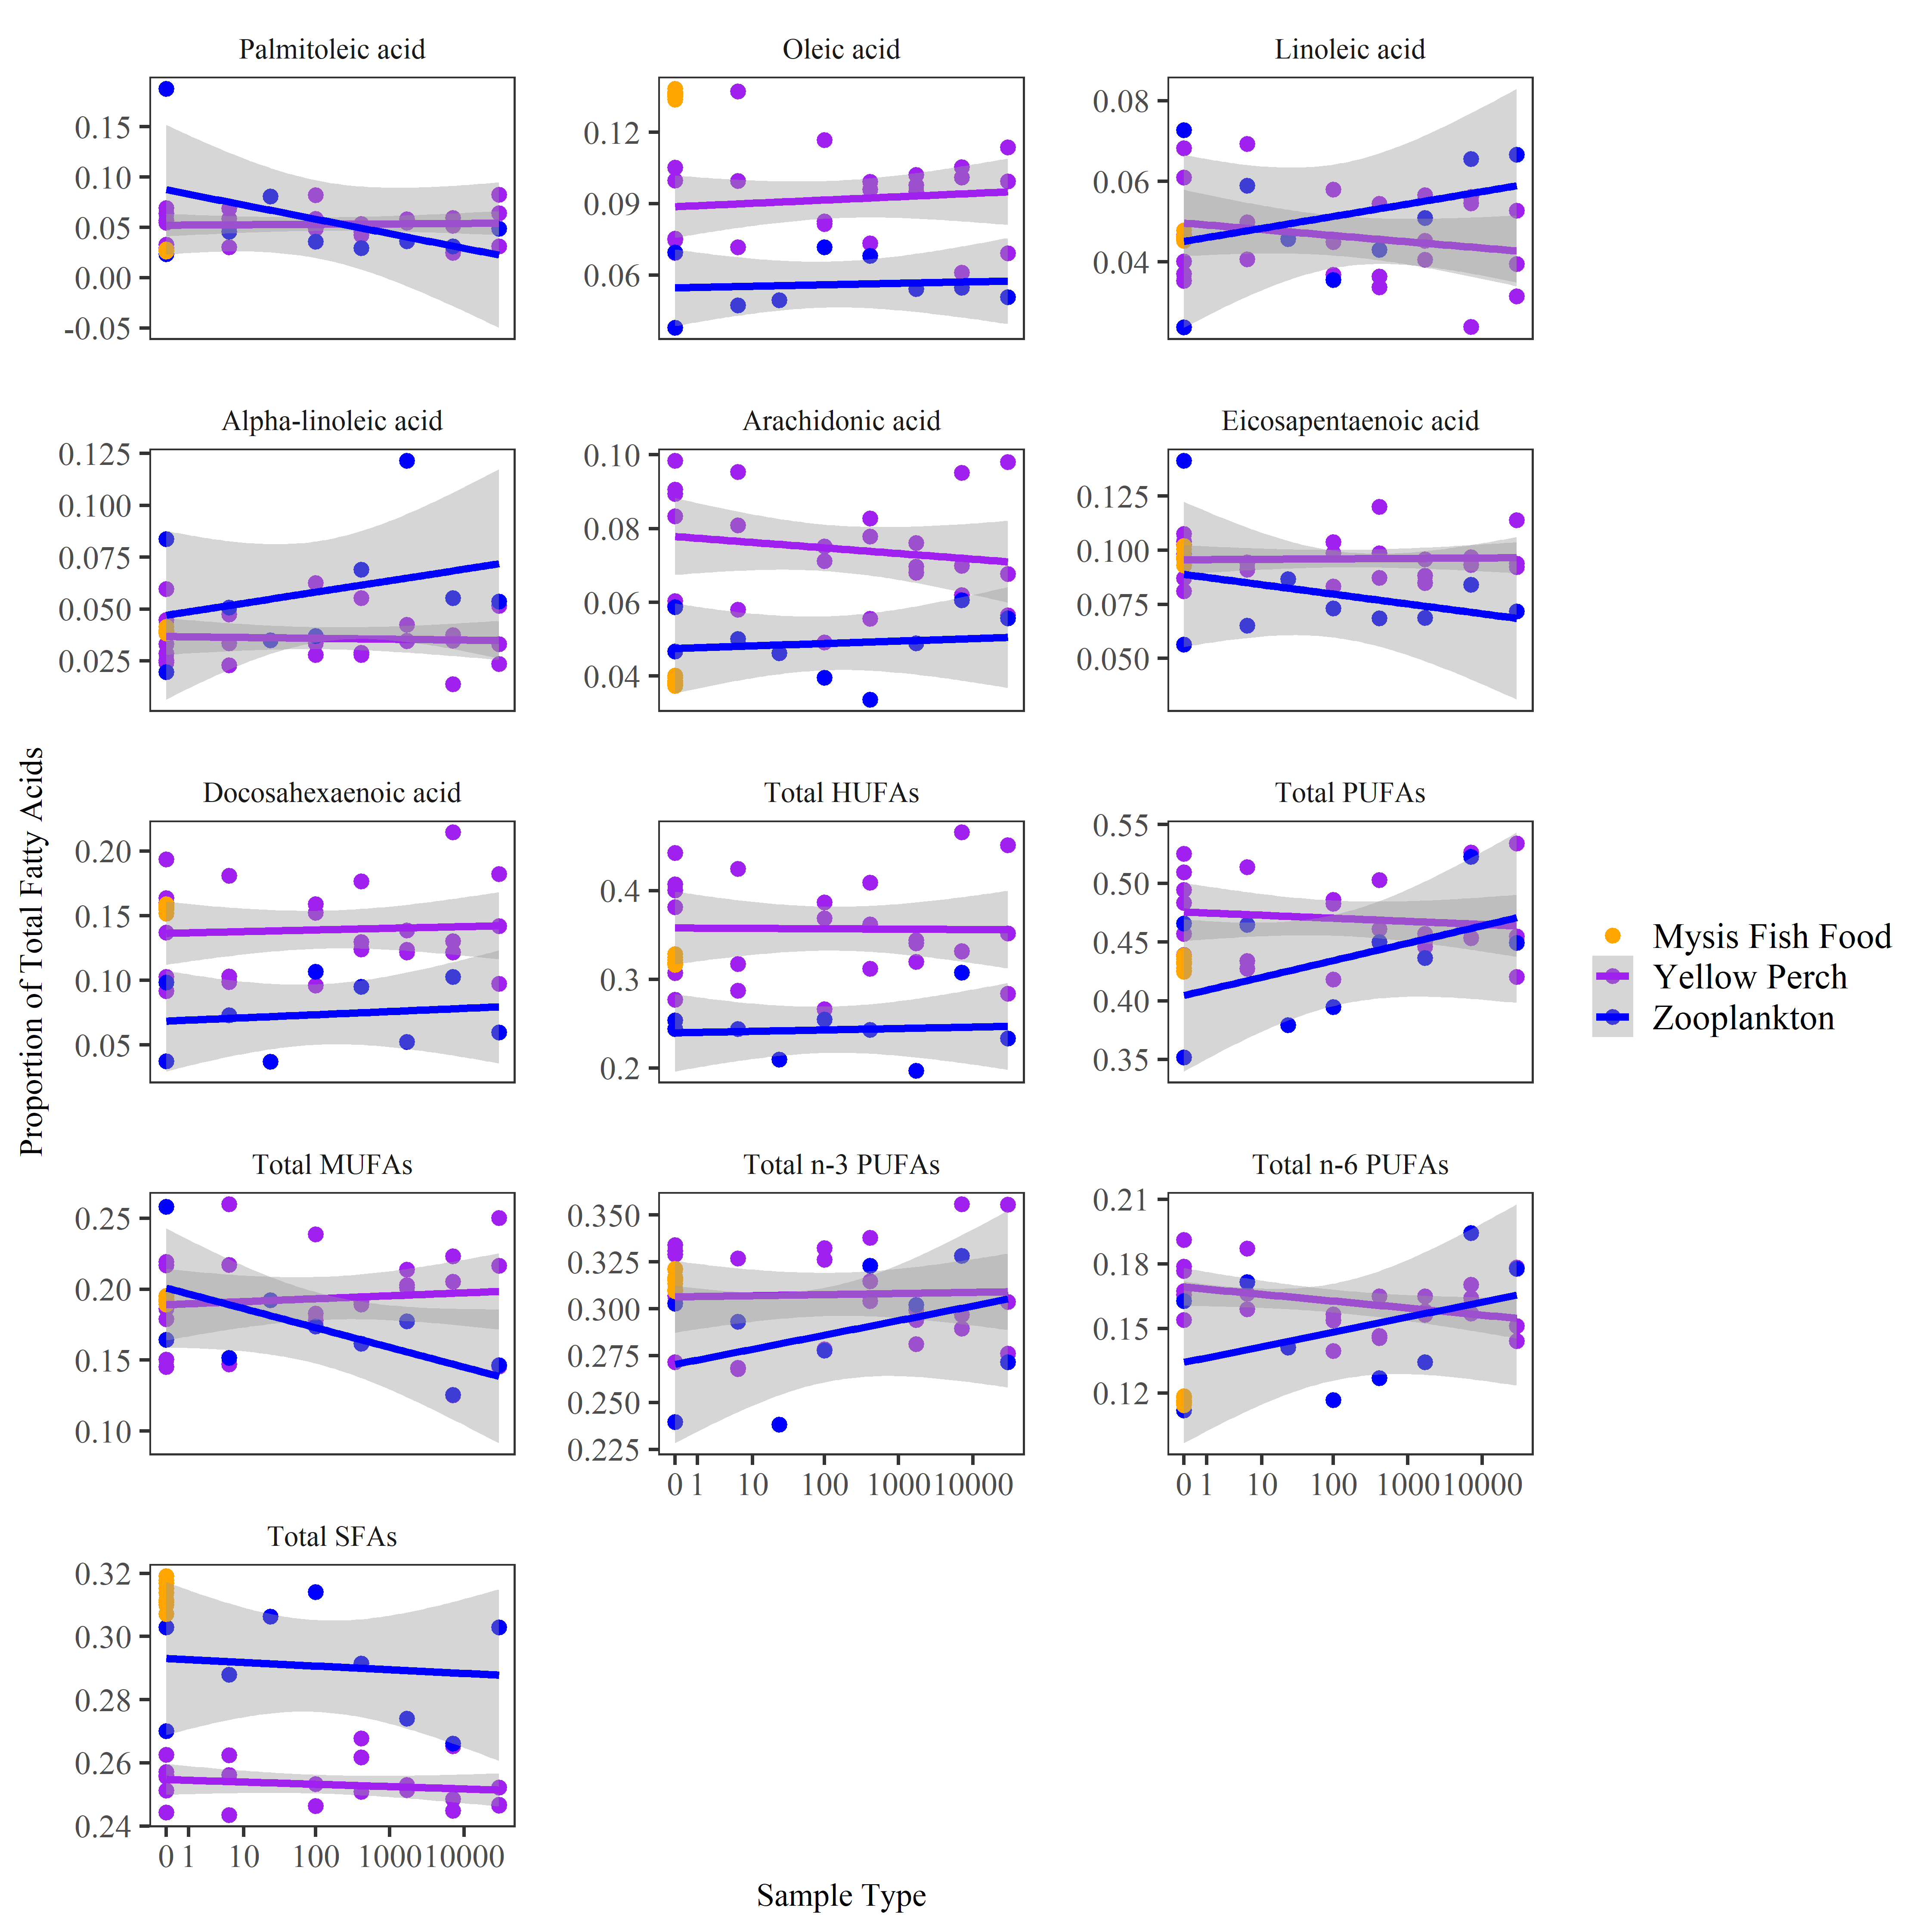 Palmitoleic acid
Oleic acid
Linoleic acid
0.15
0.10
0.05
0.00
-0.05
0.12
0.09
0.06
0.08
0.06
0.04
Alpha-linoleic acid
Arachidonic acid
Eicosapentaenoic acid
0.125
0.100
0.075
0.050
0.025
0.10
0.08
0.06
0.04
0.125
0.100
0.075
0.050
Proportion of Total Fatty Acids
Docosahexaenoic acid
Total HUFAs
Total PUFAs
0.20
0.15
0.10
0.05
0.4
0.3
0.2
0.55
0.50
0.45
0.40
0.35
Mysis Fish Food
Yellow Perch
Zooplankton
Total MUFAs
Total n-3 PUFAs
Total n-6 PUFAs
0.25
0.20
0.15
0.10
0.350
0.325
0.300
0.275
0.250
0.225
0 1 10 100 1000 10000
0.21
0.18
0.15
0.12
0 1 10 100 1000 10000
Total SFAs
0.32
0.30
0.28
0.26
0.24
0 1 10 100 1000 10000
Sample Type